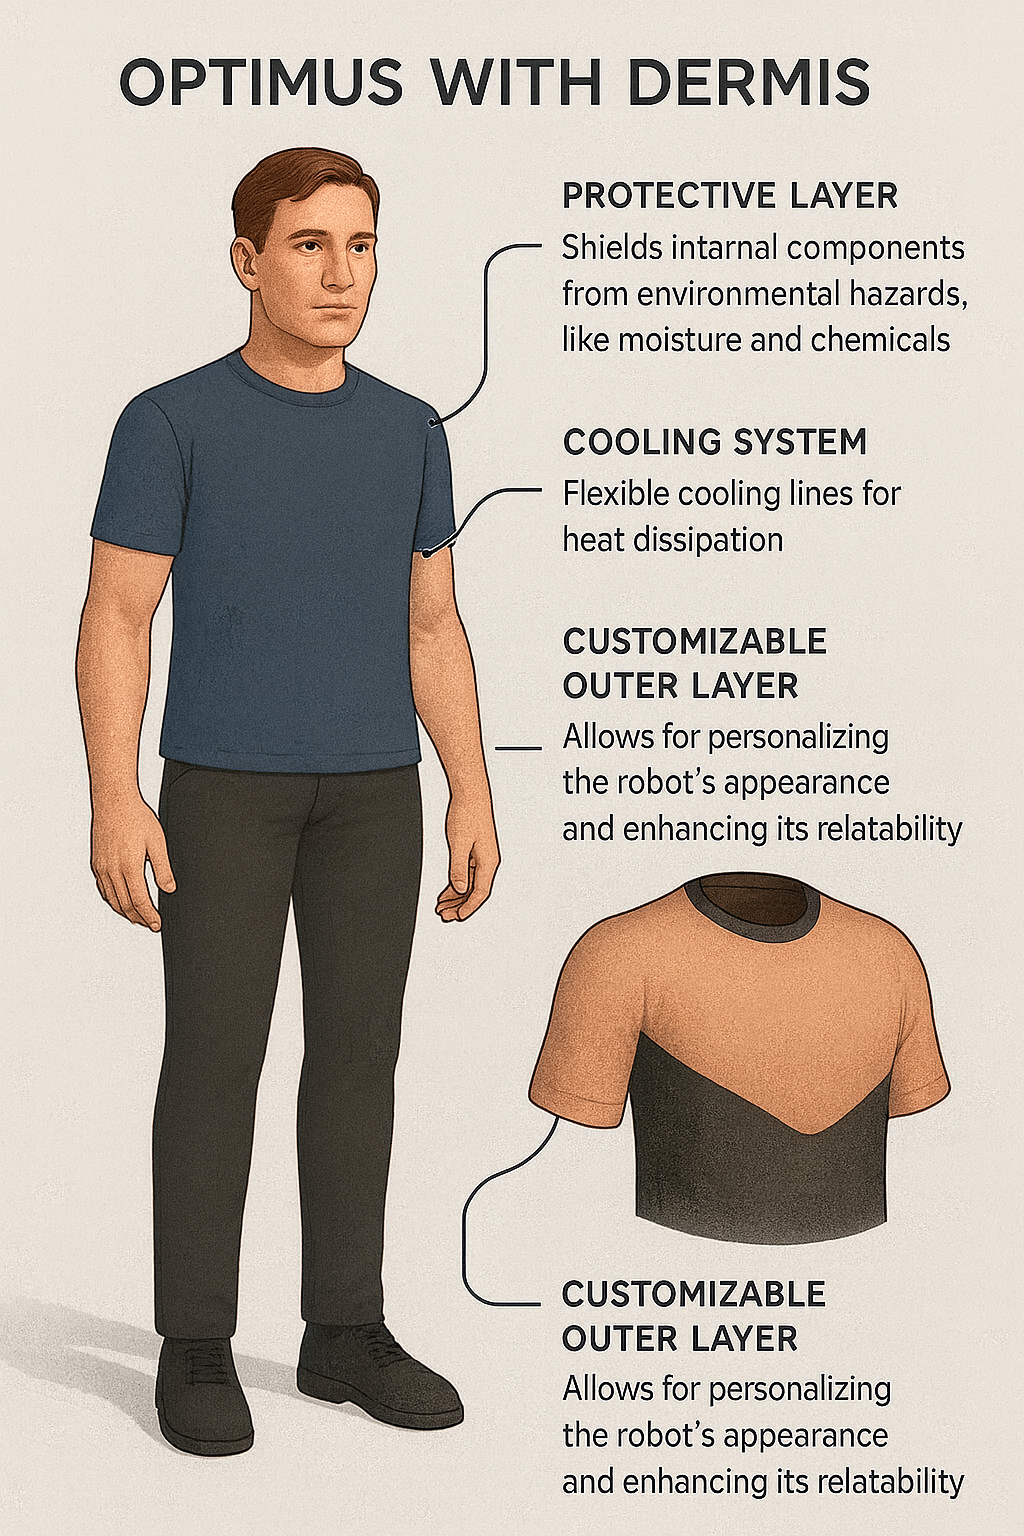 OPTIMUS WITH DERMIS
PROTECTIVE LAYER
Shields intarnal components
from environmental hazards,
like moisture and chemicals
COOLING SYSTEM
Flexible cooling lines for
heat dissipation
CUSTOMIZABLE
OUTER LAYER
Allows for personalizing
the robot's appearance
and enhancing its relatability
CUSTOMIZABLE
OUTER LAYER
Allows for personalizing
the robot's appearance
and enhancing its relatability